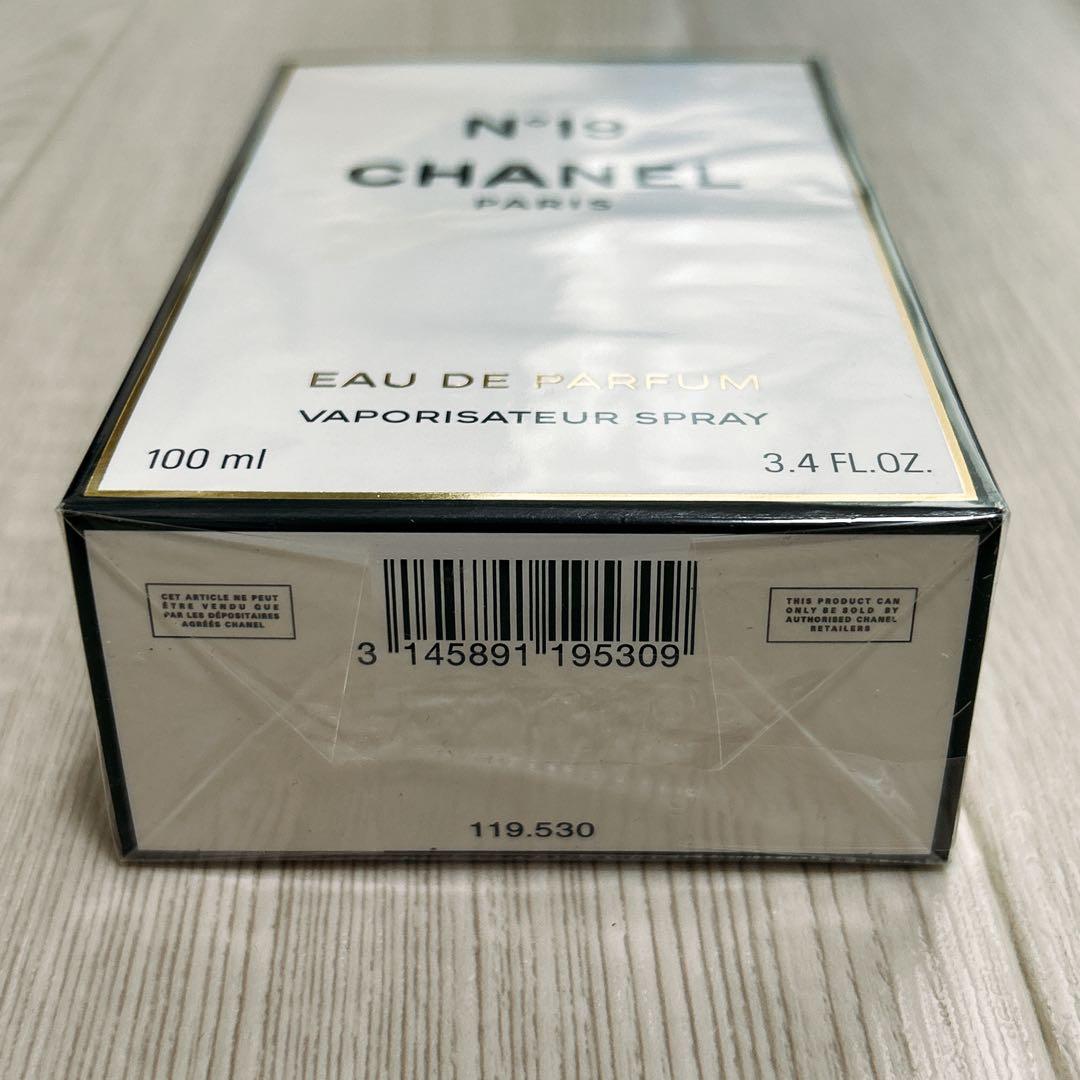 N°19
CHANEL
PARIS
EAU DE PARFUM
VAPORISATEUR SPRAY
100 ml
3.4 FL.OZ.
CET ARTICLE NE PEUT
ÊTRE VENDU QUE
PAR LES DÉPOSITAIRES
AGRÉÉS CHANEL
THIS PRODUCT CAN
ONLY BE SOLD BY
AUTHORISED CHANEL
RETAILERS
3 145891 195309
119.530